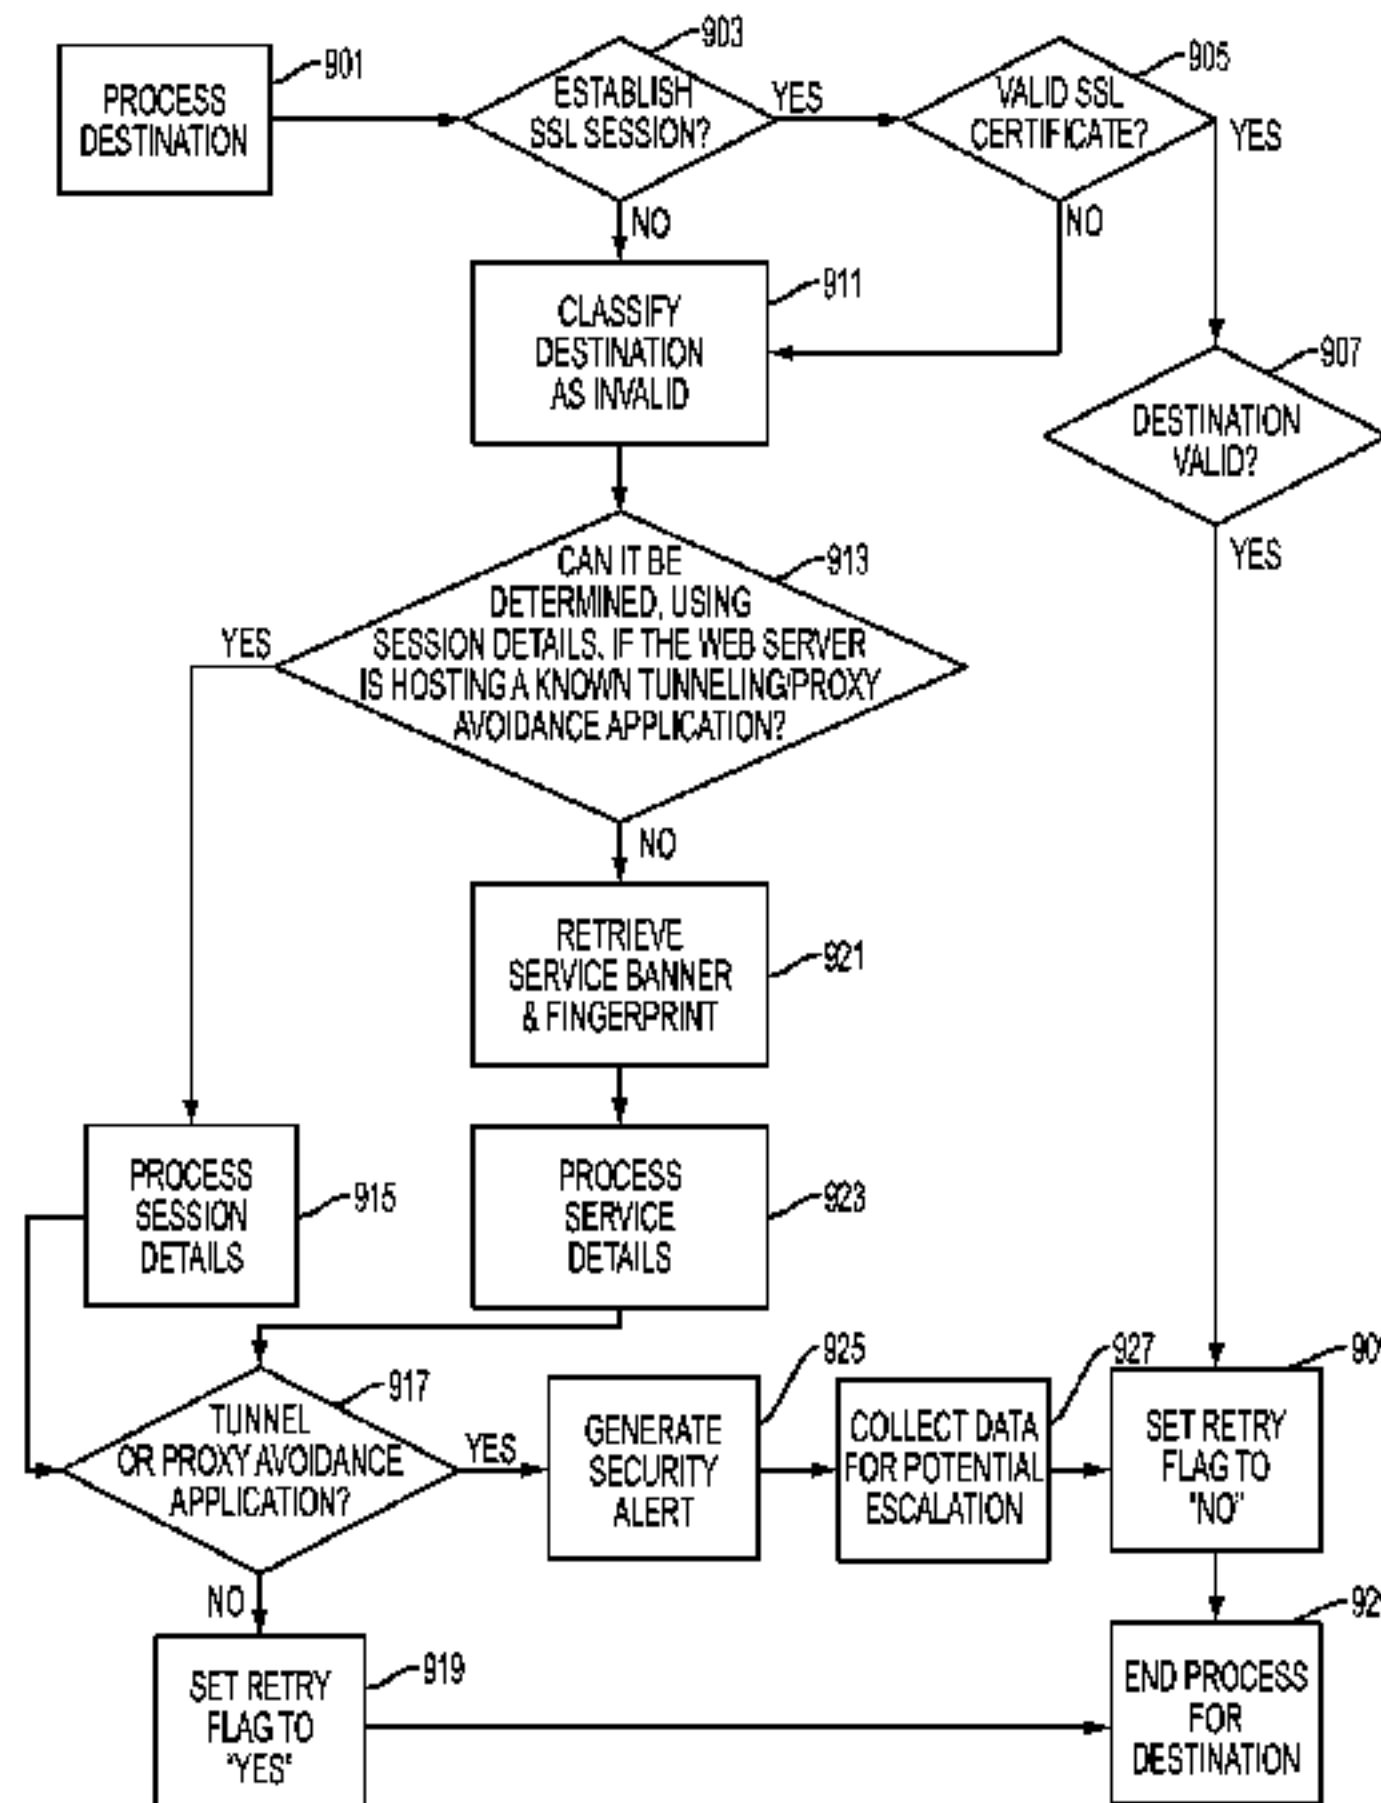 PROCESS
DESTINATION
901
ESTABLISH
SSL SESSION?
903
YES
VALID SSL
CERTIFICATE?
905
YES
NO
NO
CLASSIFY
DESTINATION
AS INVALID
911
DESTINATION
VALID?
907
YES
CAN IT BE
DETERMINED, USING
SESSION DETAILS, IF THE WEB SERVER
IS HOSTING A KNOWN TUNNELING/PROXY
AVOIDANCE APPLICATION?
913
YES
NO
RETRIEVE
SERVICE BANNER
& FINGERPRINT
921
PROCESS
SESSION
DETAILS
915
PROCESS
SERVICE
DETAILS
923
TUNNEL
OR PROXY AVOIDANCE
APPLICATION?
917
YES
GENERATE
SECURITY
ALERT
925
COLLECT DATA
FOR POTENTIAL
ESCALATION
927
SET RETRY
FLAG TO
"NO"
NO
SET RETRY
FLAG TO
"YES"
919
END PROCESS
FOR
DESTINATION